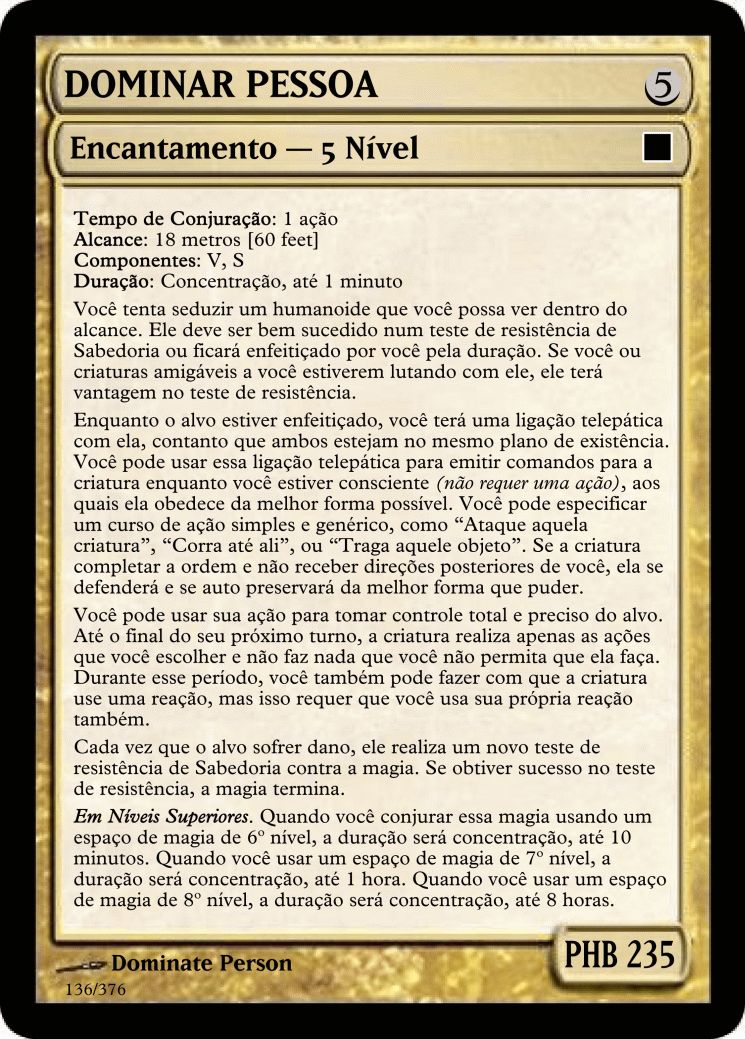 DOMINAR PESSOA
5
Encantamento — 5 Nível
Tempo de Conjuração: 1 ação
Alcance: 18 metros [60 feet]
Componentes: V, S
Duração: Concentração, até 1 minuto
Você tenta seduzir um humanoide que você possa ver dentro do
alcance. Ele deve ser bem sucedido num teste de resistência de
Sabedoria ou ficará enfeitiçado por você pela duração. Se você ou
criaturas amigáveis a você estiverem lutando com ele, ele terá
vantagem no teste de resistência.
Enquanto o alvo estiver enfeitiçado, você terá uma ligação telepática
com ela, contanto que ambos estejam no mesmo plano de existência.
Você pode usar essa ligação telepática para emitir comandos para a
criatura enquanto você estiver consciente (não requer uma ação), aos
quais ela obedece da melhor forma possível. Você pode especificar
um curso de ação simples e genérico, como “Ataque aquela
criatura”, “Corra até ali”, ou “Traga aquele objeto”. Se a criatura
completar a ordem e não receber direções posteriores de você, ela se
defenderá e se auto preservará da melhor forma que puder.
Você pode usar sua ação para tomar controle total e preciso do alvo.
Até o final do seu próximo turno, a criatura realiza apenas as ações
que você escolher e não faz nada que você não permita que ela faça.
Durante esse período, você também pode fazer com que a criatura
use uma reação, mas isso requer que você usa sua própria reação
também.
Cada vez que o alvo sofrer dano, ele realiza um novo teste de
resistência de Sabedoria contra a magia. Se obtiver sucesso no teste
de resistência, a magia termina.
Em Níveis Superiores. Quando você conjurar essa magia usando um
espaço de magia de 6º nível, a duração será concentração, até 10
minutos. Quando você usar um espaço de magia de 7º nível, a
duração será concentração, até 1 hora. Quando você usar um espaço
de magia de 8º nível, a duração será concentração, até 8 horas.
PHB 235
Dominate Person
136/376